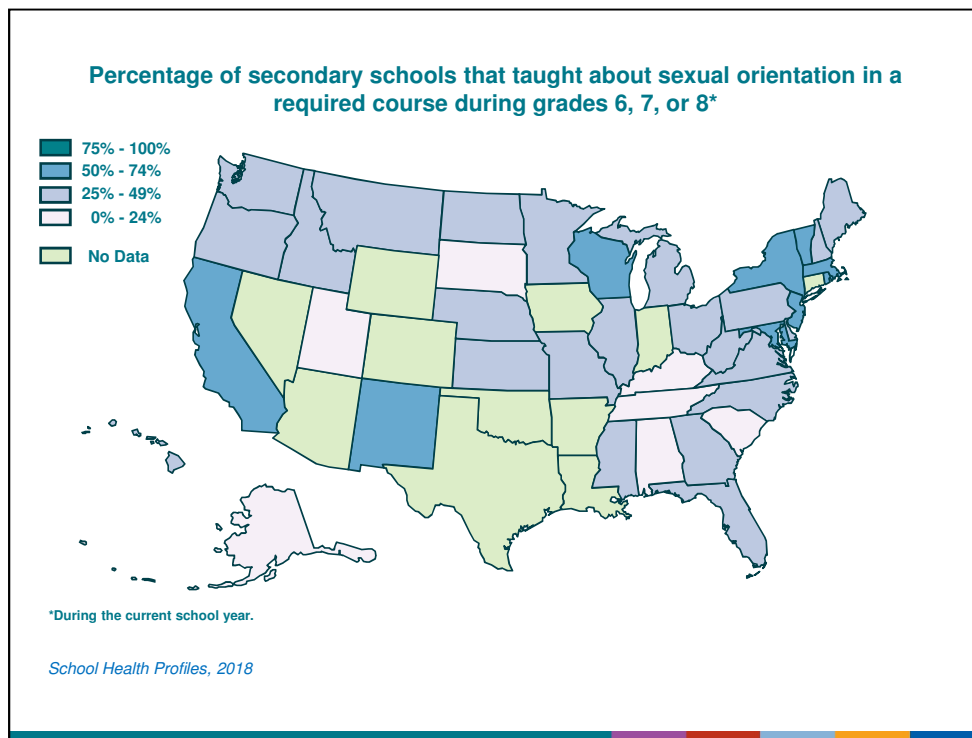 Percentage of secondary schools that taught about sexual orientation in a
required course during grades 6, 7, or 8*
75% - 100%
50% - 74%
25% - 49%
0% - 24%
No Data
*During the current school year.
School Health Profiles, 2018